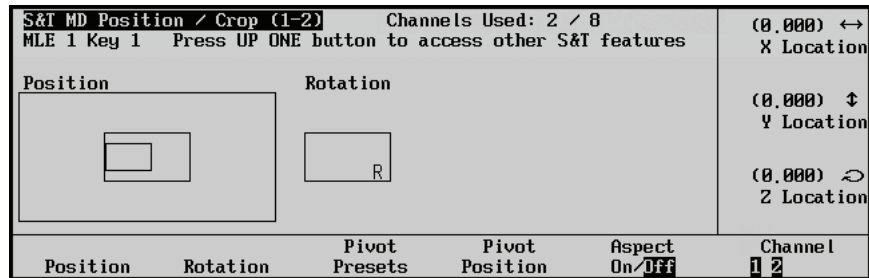 S&T MD Position / Crop (1-2) Channels Used: 2 / 8
MLE 1 Key 1 Press UP ONE button to access other S&T features
(0.000) ↔
X Location
Position Rotation
(0.000) ↕
Y Location
R
(0.000)
Z Location
Position Rotation Pivot Presets Pivot Position Aspect On/Off Channel 1 2